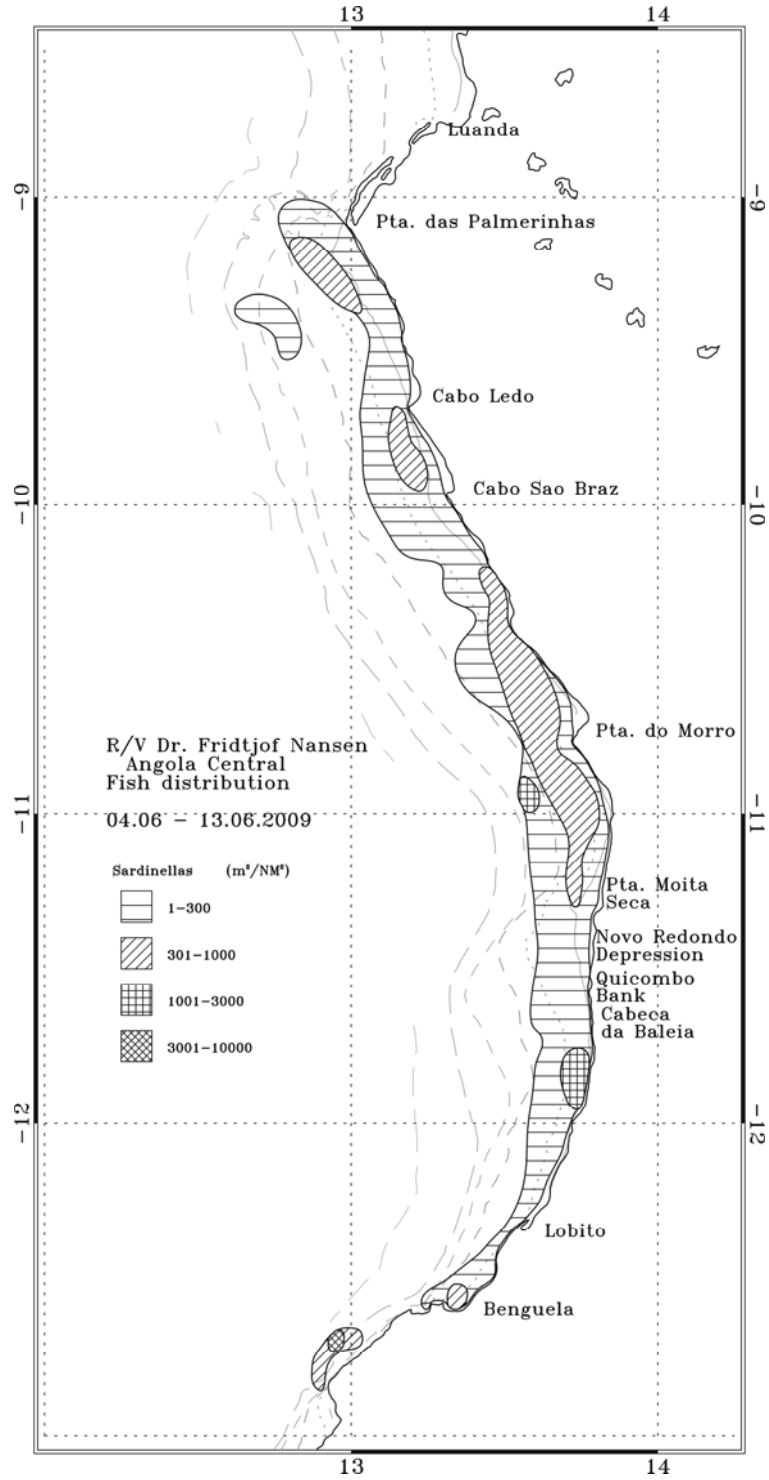 13 14
Luanda
-9 -9
Pta. das Palmerinhas
Cabo Ledo
Cabo Sao Braz
-10 -10
Pta. do Morro
R/V Dr. Fridtjof Nansen
Angola Central
Fish distribution
04.06 - 13.06.2009
-11 -11
Sardinellas (m²/NM²)
1-300
301-1000
1001-3000
3001-10000
Pta. Moita
Seca
Novo Redondo
Depression
Quicombo
Bank
Cabeca
da Baleia
-12 -12
Lobito
Benguela
13 14